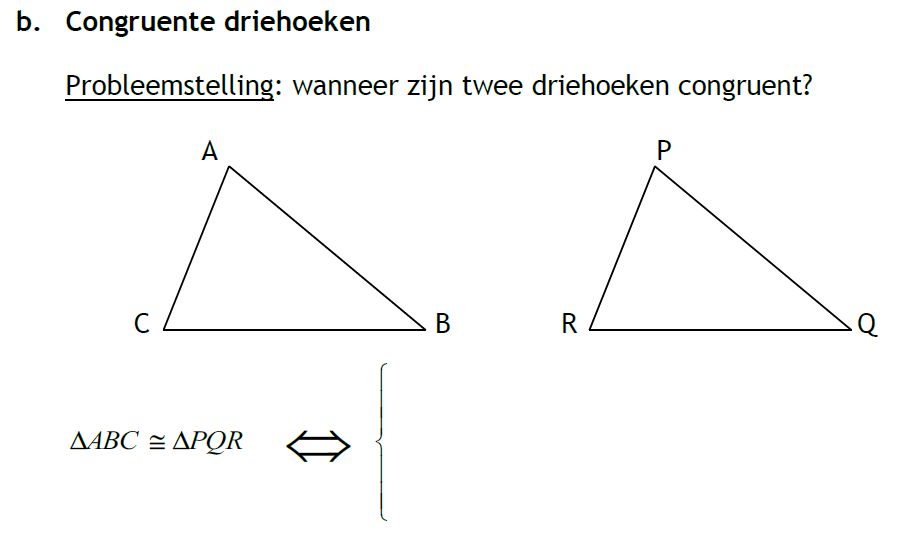 b. Congruente driehoeken
Probleemstelling: wanneer zijn twee driehoeken congruent?
A
P
C
B
R
Q
ΔABC ≅ ΔPQR ⟺ {